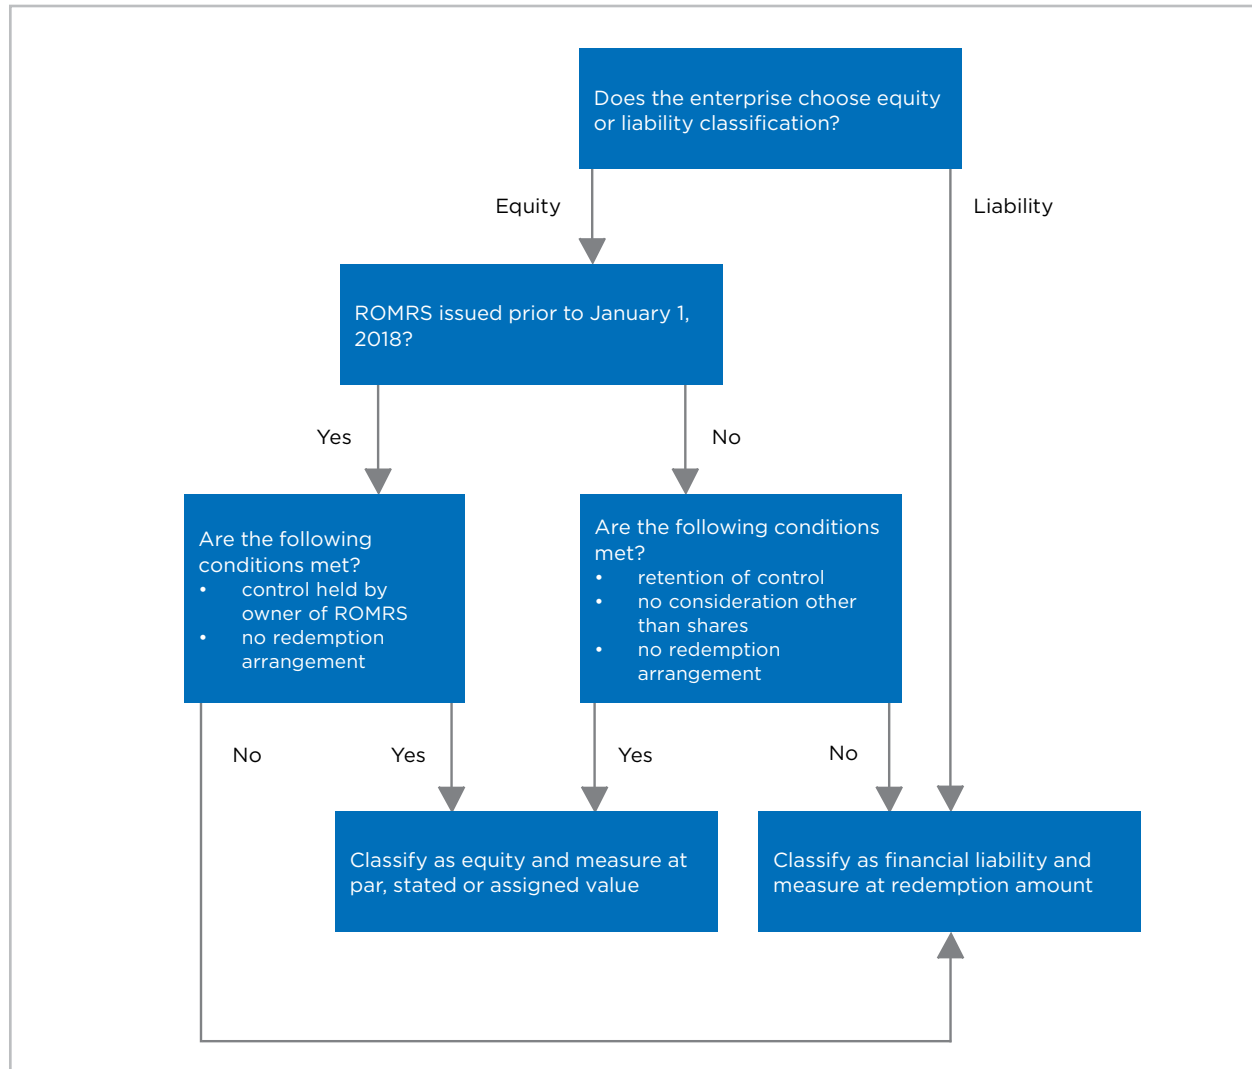 Does the enterprise choose equity
or liability classification?
Equity
Liability
ROMRS issued prior to January 1,
2018?
Yes
No
Are the following
conditions met?
• control held by
owner of ROMRS
• no redemption
arrangement
Are the following conditions
met?
• retention of control
• no consideration other
than shares
• no redemption
arrangement
No
Yes
Yes
No
Classify as equity and measure at
par, stated or assigned value
Classify as financial liability and
measure at redemption amount